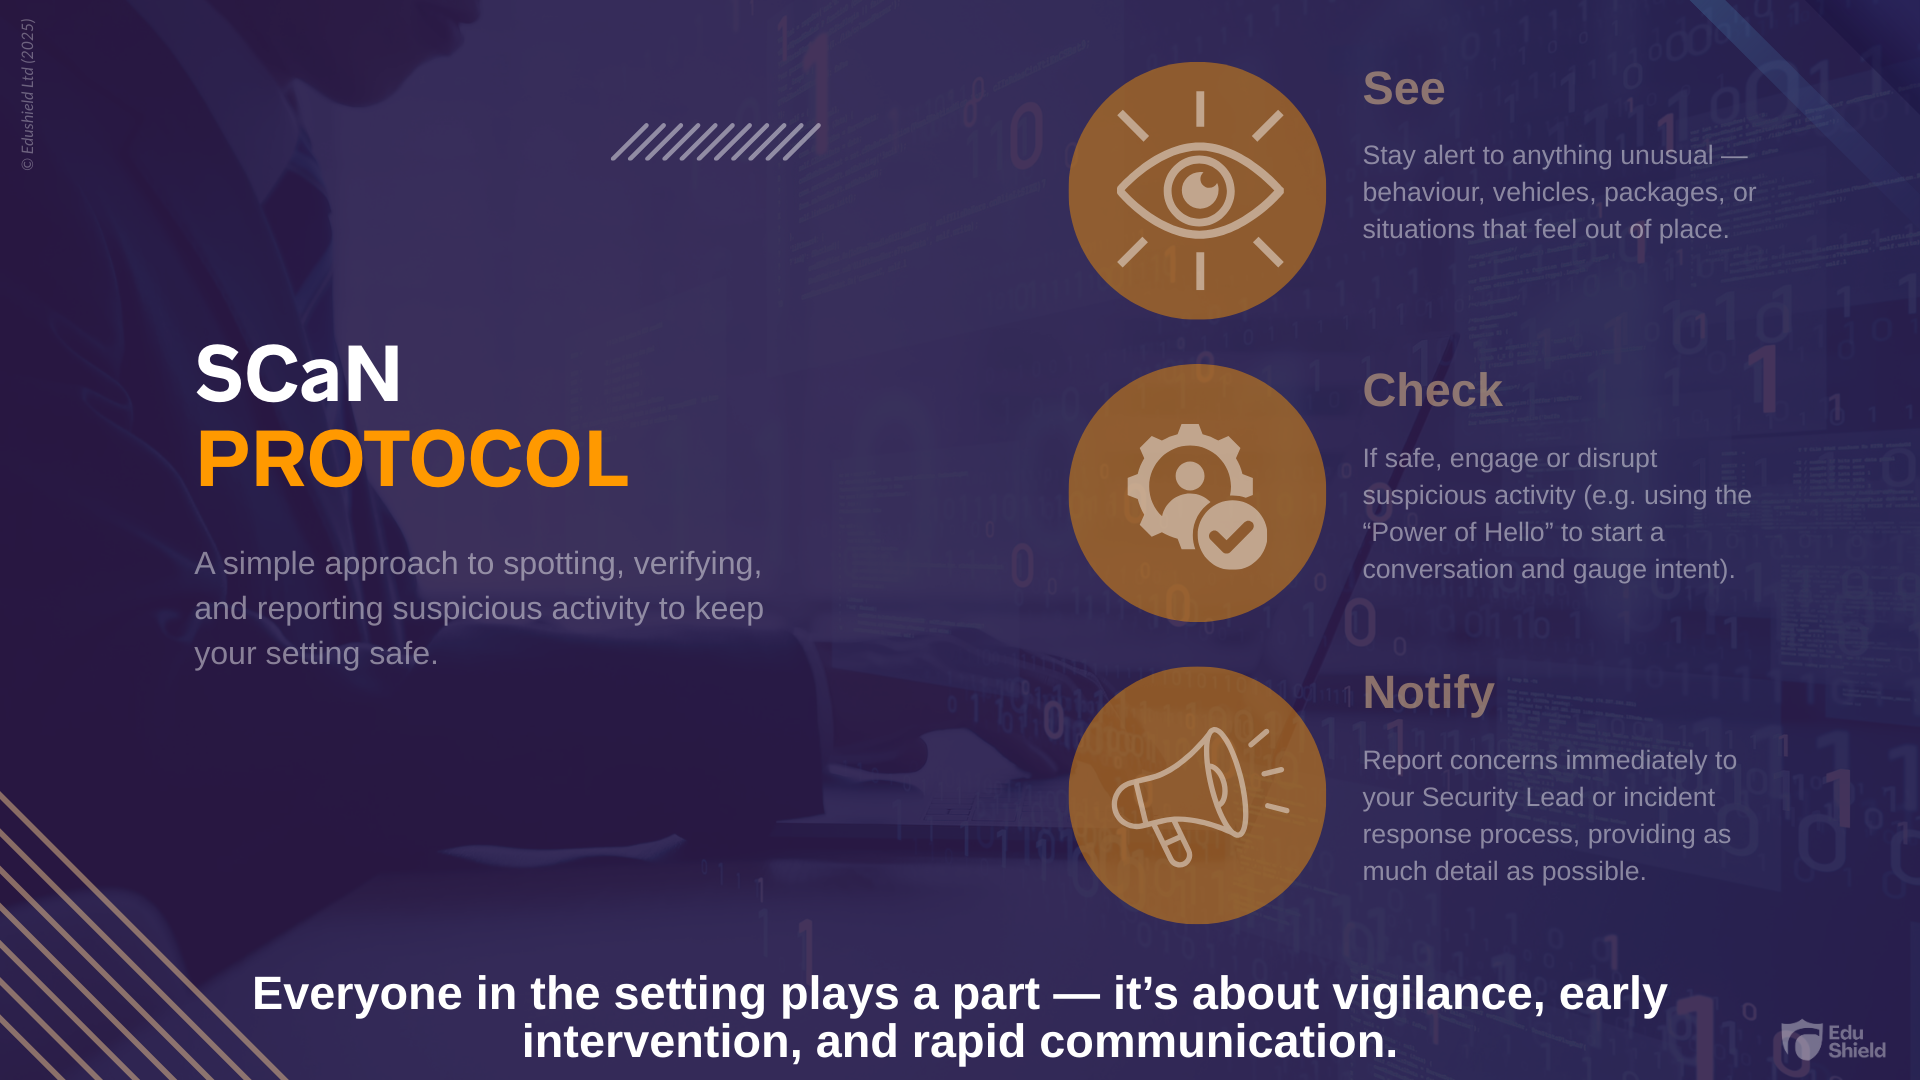 © Edushield Ltd (2025)
SCaN
PROTOCOL
A simple approach to spotting, verifying,
and reporting suspicious activity to keep
your setting safe.
See
Stay alert to anything unusual —
behaviour, vehicles, packages, or
situations that feel out of place.
Check
If safe, engage or disrupt
suspicious activity (e.g. using the
“Power of Hello” to start a
conversation and gauge intent).
Notify
Report concerns immediately to
your Security Lead or incident
response process, providing as
much detail as possible.
Everyone in the setting plays a part — it’s about vigilance, early
intervention, and rapid communication.
Edu
Shield